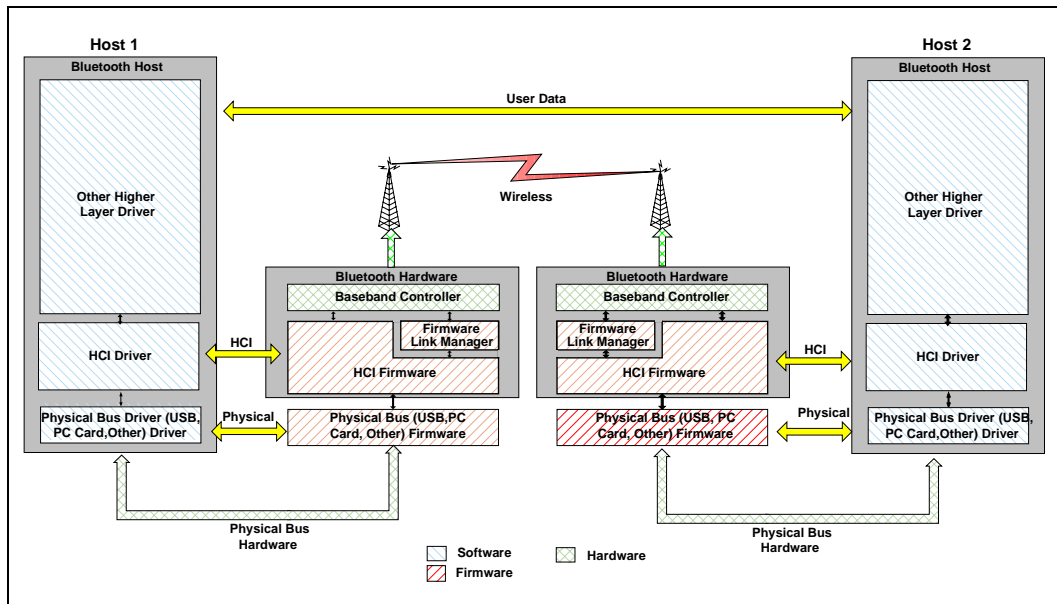 Host 1
Host 2
Bluetooth Host
Bluetooth Host
User Data
Other Higher
Layer Driver
Wireless
Other Higher
Layer Driver
Bluetooth Hardware
Baseband Controller
Bluetooth Hardware
Baseband Controller
HCI Driver
HCI
Firmware
Link Manager
HCI Firmware
Firmware
Link Manager
HCI Firmware
HCI
HCI Driver
Physical Bus Driver (USB,
PC Card,Other) Driver
Physical
Physical Bus (USB,PC
Card, Other) Firmware
Physical Bus (USB, PC
Card, Other) Firmware
Physical
Physical Bus Driver (USB,
PC Card,Other) Driver
Physical Bus
Hardware
Physical Bus
Hardware
Software
Hardware
Firmware